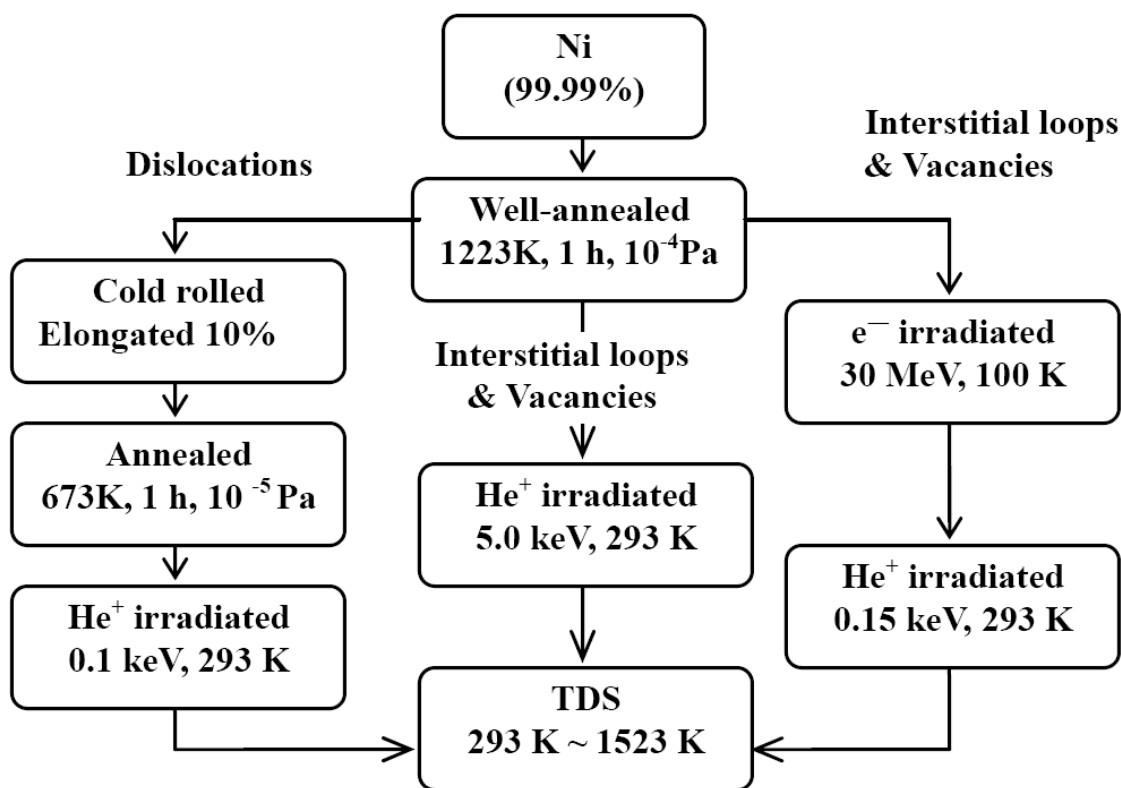 Ni
(99.99%)
Interstitial loops
& Vacancies
Dislocations
Well-annealed
1223K, 1 h, 10⁻⁴Pa
Cold rolled
Elongated 10%
e⁻ irradiated
30 MeV, 100 K
Interstitial loops
& Vacancies
Annealed
673K, 1 h, 10 ⁻⁵ Pa
He⁺ irradiated
5.0 keV, 293 K
He⁺ irradiated
0.15 keV, 293 K
He⁺ irradiated
0.1 keV, 293 K
TDS
293 K ~ 1523 K